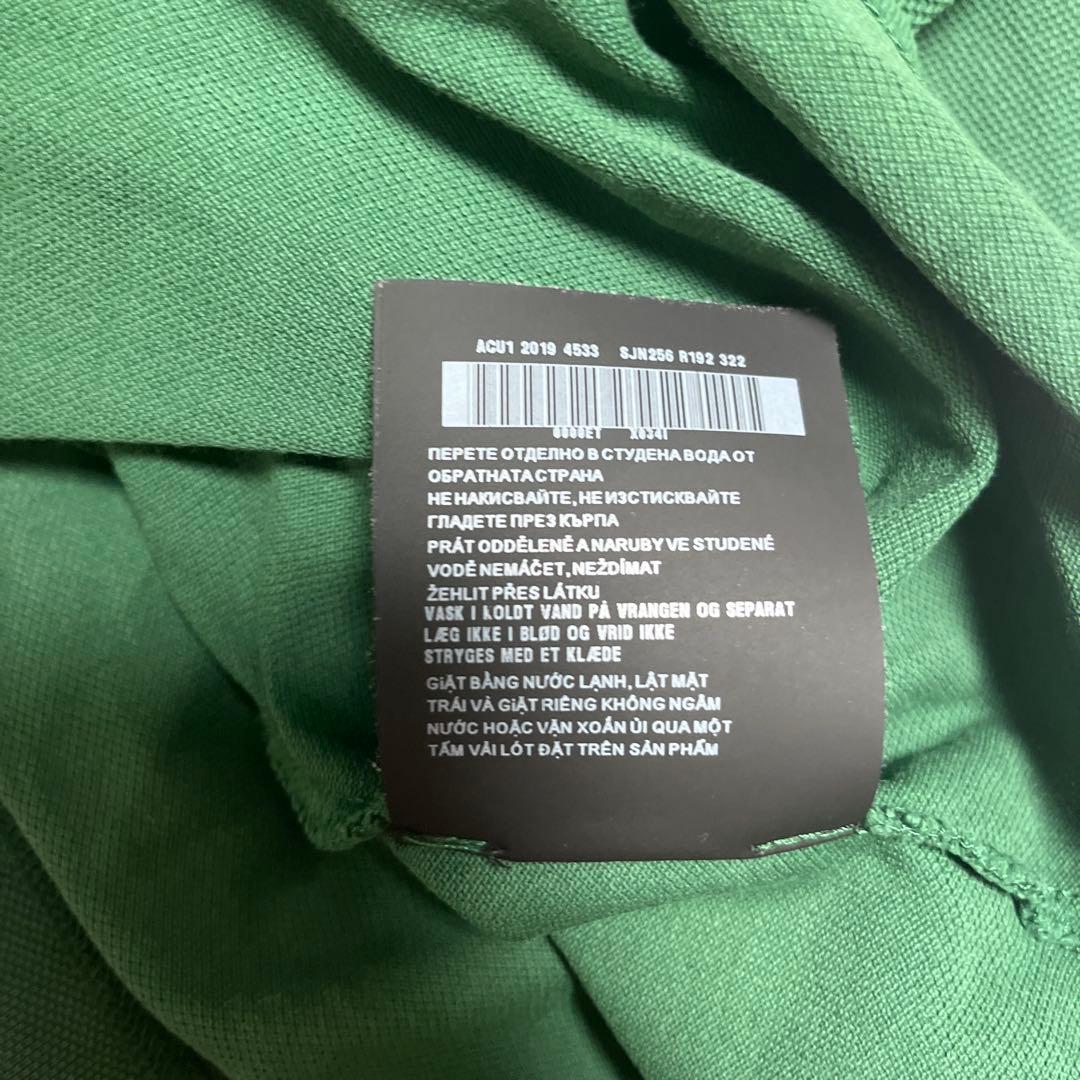 ACU1 2019 4533 SJN256 R192 322
ПЕРЕТЕ ОТДЕЛНО В СТУДЕНА ВОДА ОТ
ОБРАТНАТА СТРАНА
НЕ НАКИСВАЙТЕ, НЕ ИЗСТИСКВАЙТЕ
ГЛАДЕТЕ ПРЕЗ КЪРПА
PRÁT ODDĚLENĚ A NARUBY VE STUDENÉ
VODĚ NEMÁČET, NEŽDÍMAT
ŽEHLIT PŘES LÁTKU
VASK I KOLDT VAND PÅ VRANGEN OG SEPARAT
LÆG IKKE I BLØD OG VRID IKKE
STRYGES MED ET KLÆDE
GIẶT BẰNG NƯỚC LẠNH, LẬT MẶT
TRÁI VÀ GIẶT RIÊNG KHÔNG NGÂM
NƯỚC HOẶC VẶN XOẮN ỦI QUA MỘT
TẤM VẢI LÓT ĐẶT TRÊN SẢN PHẨM